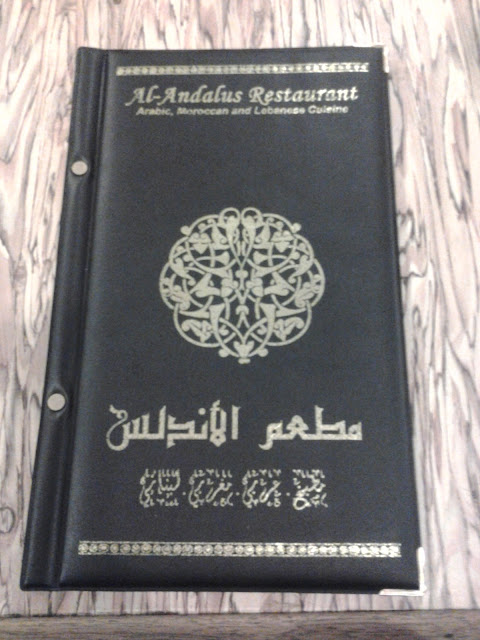 Al-Andalus Restaurant
Arabic, Moroccan and Lebanese Cuisine
مطعم الأندلس
مطبخ . عربي . مغربي . لبناني